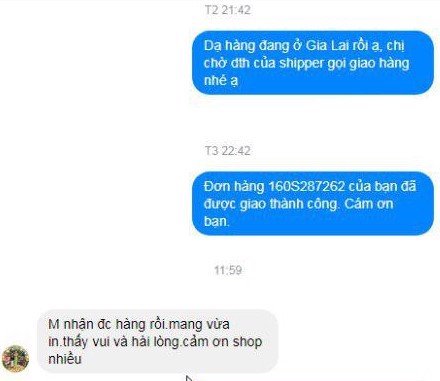 T2 21:42
Dạ hàng đang ở Gia Lai rồi ạ, chị
chờ đth của shipper gọi giao hàng
nhé ạ
T3 22:42
Đơn hàng 160S287262 của bạn đã
được giao thành công. Cám ơn
bạn.
11:59
M nhận đc hàng rồi.mang vừa
in.thấy vui và hài lòng.cảm ơn shop
nhiều